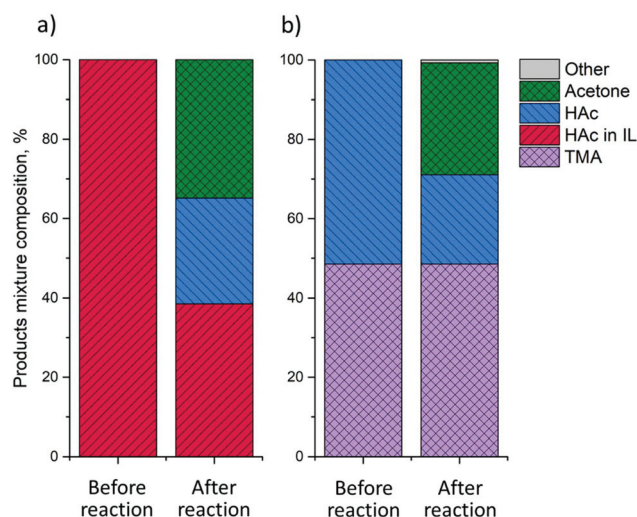 a)
b)
Products mixture composition, %
100
80
60
40
20
0
Before
reaction
After
reaction
100
80
60
40
20
0
Before
reaction
After
reaction
Other
Acetone
HAc
HAc in IL
TMA